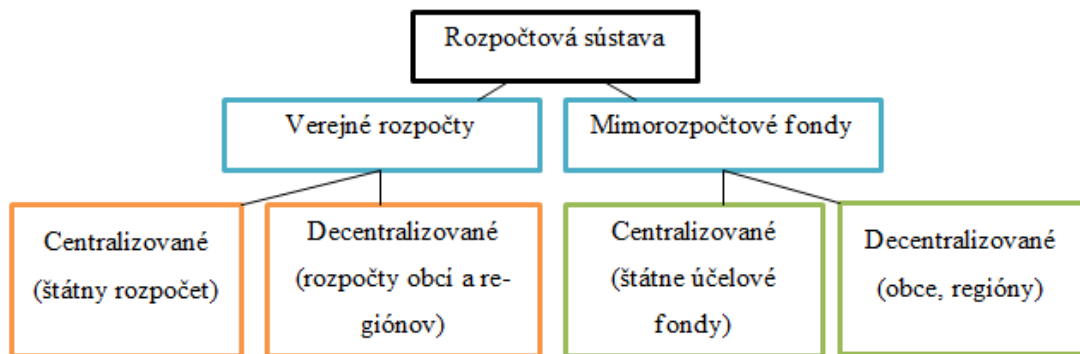 Rozpočtová sústava
Verejné rozpočty
Mimorozpočtové fondy
Centralizované
(štátny rozpočet)
Decentralizované
(rozpočty obcí a re-
giónov)
Centralizované
(štátne účelové
fondy)
Decentralizované
(obce, regióny)